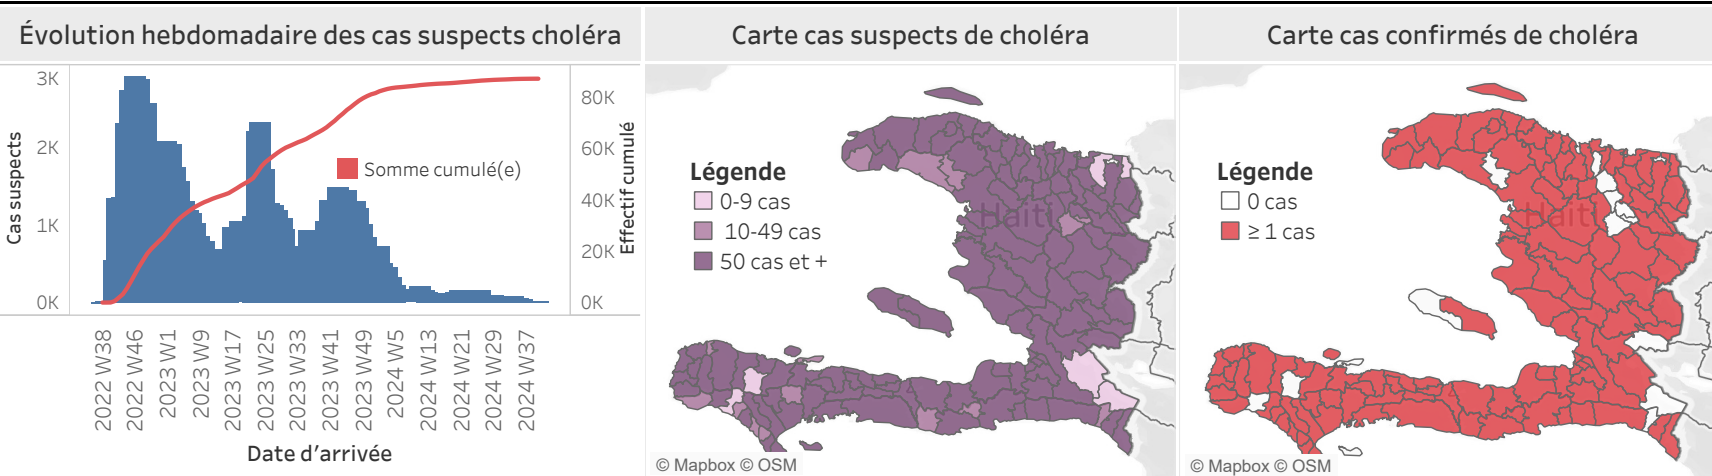 Évolution hebdomadaire des cas suspects choléra
Carte cas suspects de choléra
Carte cas confirmés de choléra
3K
2K
1K
0K
Cas suspects
80K
60K
40K
20K
0K
Effectif cumulé
Somme cumulé(e)
2022 W38
2022 W46
2023 W1
2023 W9
2023 W17
2023 W25
2023 W33
2023 W41
2023 W49
2024 W5
2024 W13
2024 W21
2024 W29
2024 W37
Date d'arrivée
Légende
0-9 cas
10-49 cas
50 cas et +
Haiti
© Mapbox © OSM
Légende
0 cas
≥ 1 cas
Haiti
© Mapbox © OSM